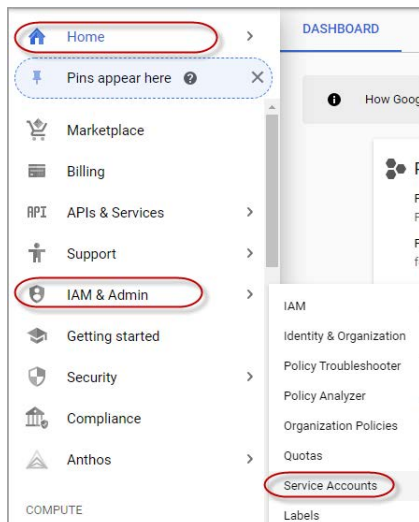 Home
DASHBOARD
Pins appear here
How Goog
Marketplace
Billing
API APIs & Services
Support
IAM & Admin
IAM
Getting started
Identity & Organization
Policy Troubleshooter
Security
Policy Analyzer
Compliance
Organization Policies
Anthos
Quotas
Service Accounts
COMPUTE
Labels